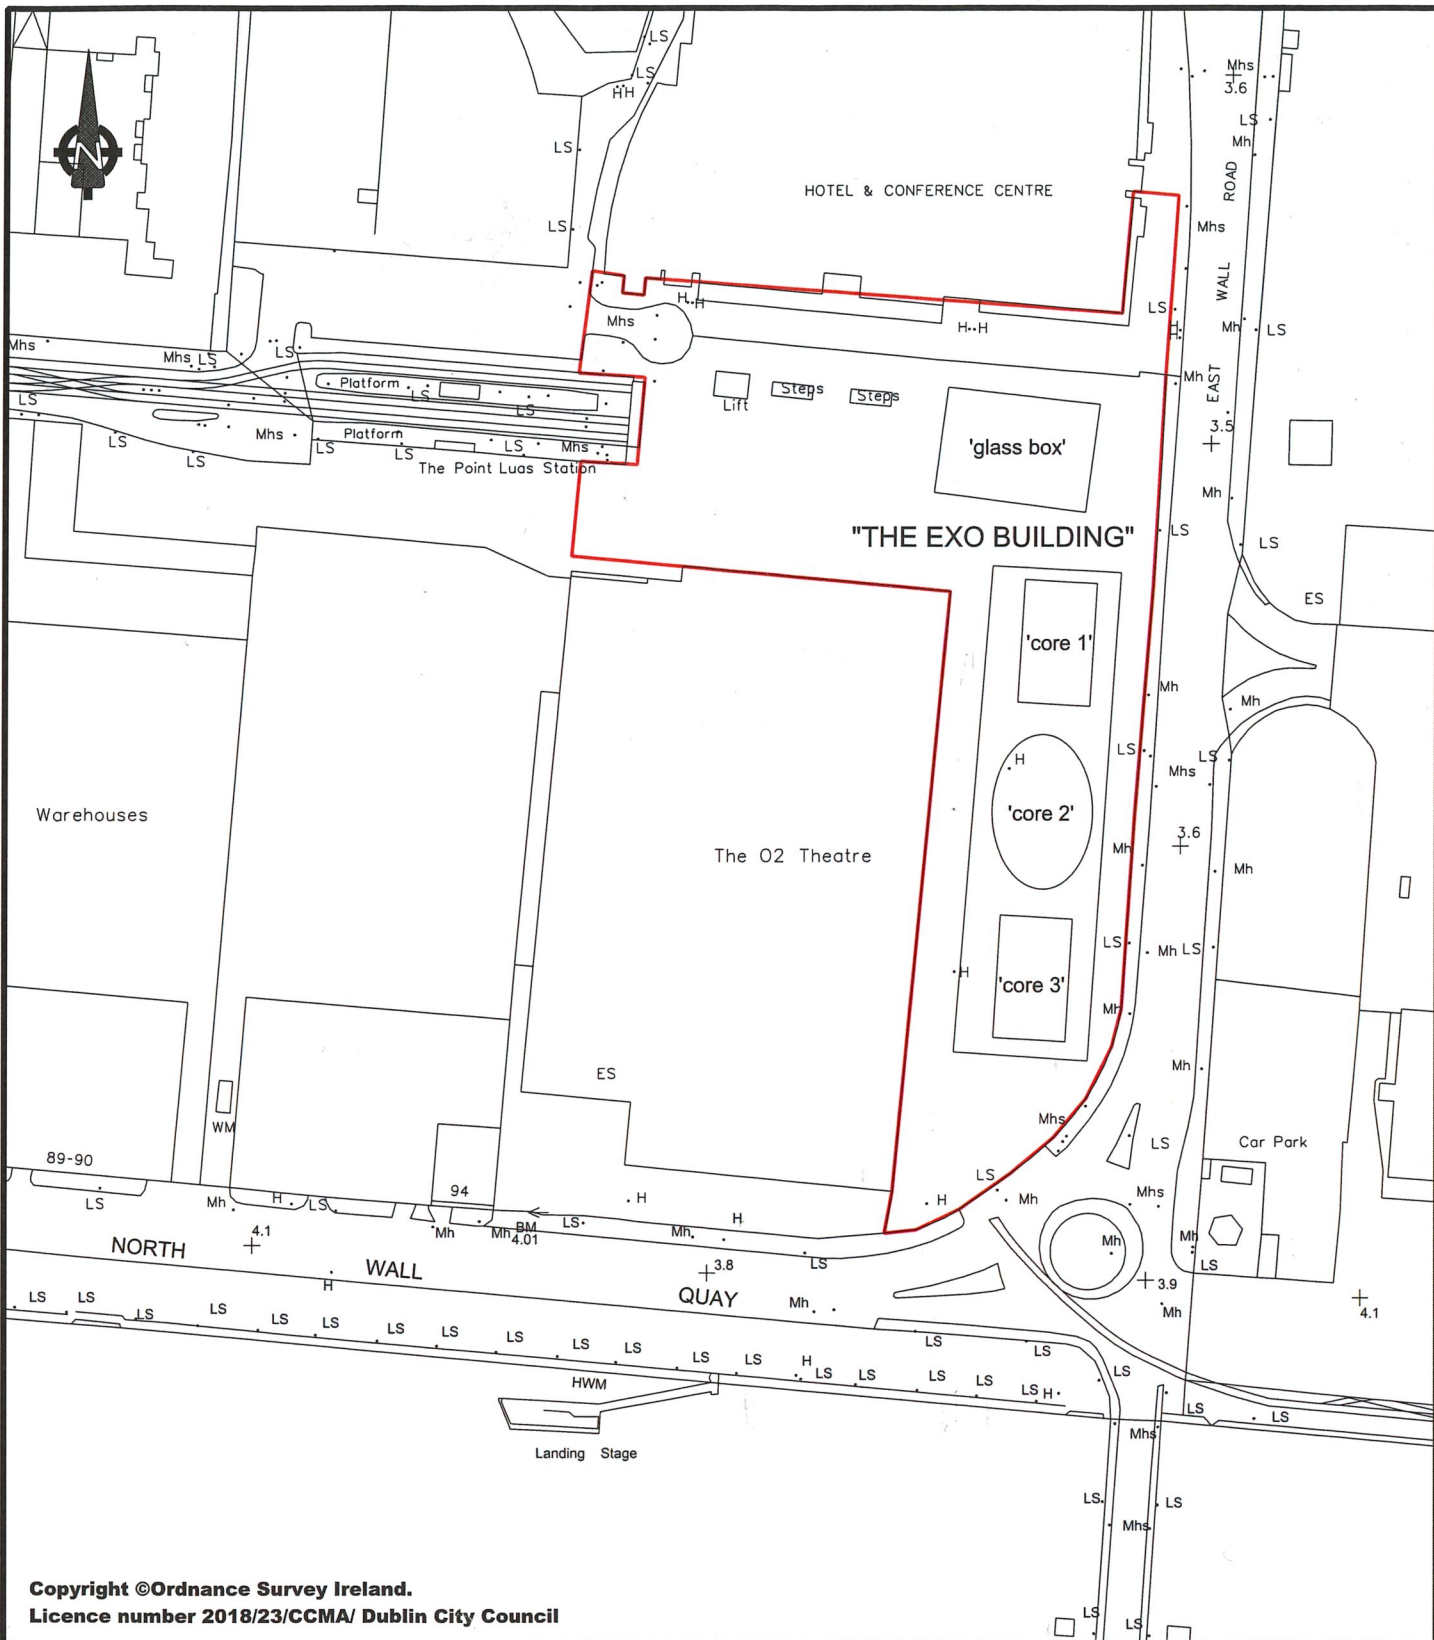 LS
LS
HH
Mhs
3.6
LS
Mh
LS
N
HOTEL & CONFERENCE CENTRE
EAST WALL ROAD
LS
Mhs
H H
LS
Mhs
H H
H
Mh
LS
Mhs
Mhs
LS
LS
Platform
LS
LS
Lift
Steps
Steps
Mh
LS
Mhs
Platform
LS
LS
LS
LS
LS
Mhs
The Point Luas Station
'glass box'
3.5
Mh
"THE EXO BUILDING"
LS
LS
ES
'core 1'
Mh
Mh
LS
LS
Mhs
H
Warehouses
'core 2'
The O2 Theatre
3.6
Mh
Mh
LS
Mh
LS
H
'core 3'
Mh
ES
Mh
WM
Mhs
LS
Car Park
89-90
94
LS
LS
Mh
H
LS
H
H
H
Mh
Mhs
4.1
Mh
Mh
BM
4.01
LS
Mh
LS
Mh
Mh
LS
NORTH WALL QUAY
3.8
3.9
4.1
H
Mh
Mh
LS
LS
LS
LS
LS
LS
LS
LS
LS
LS
LS
LS
LS
LS
H
LS
LS
LS
LS
LS
H
LS
LS
LS
LS
HWM
Landing Stage
Mhs
LS
LS
Mhs
LS
LS
Copyright ©Ordnance Survey Ireland.
Licence number 2018/23/CCMA/ Dublin City Council